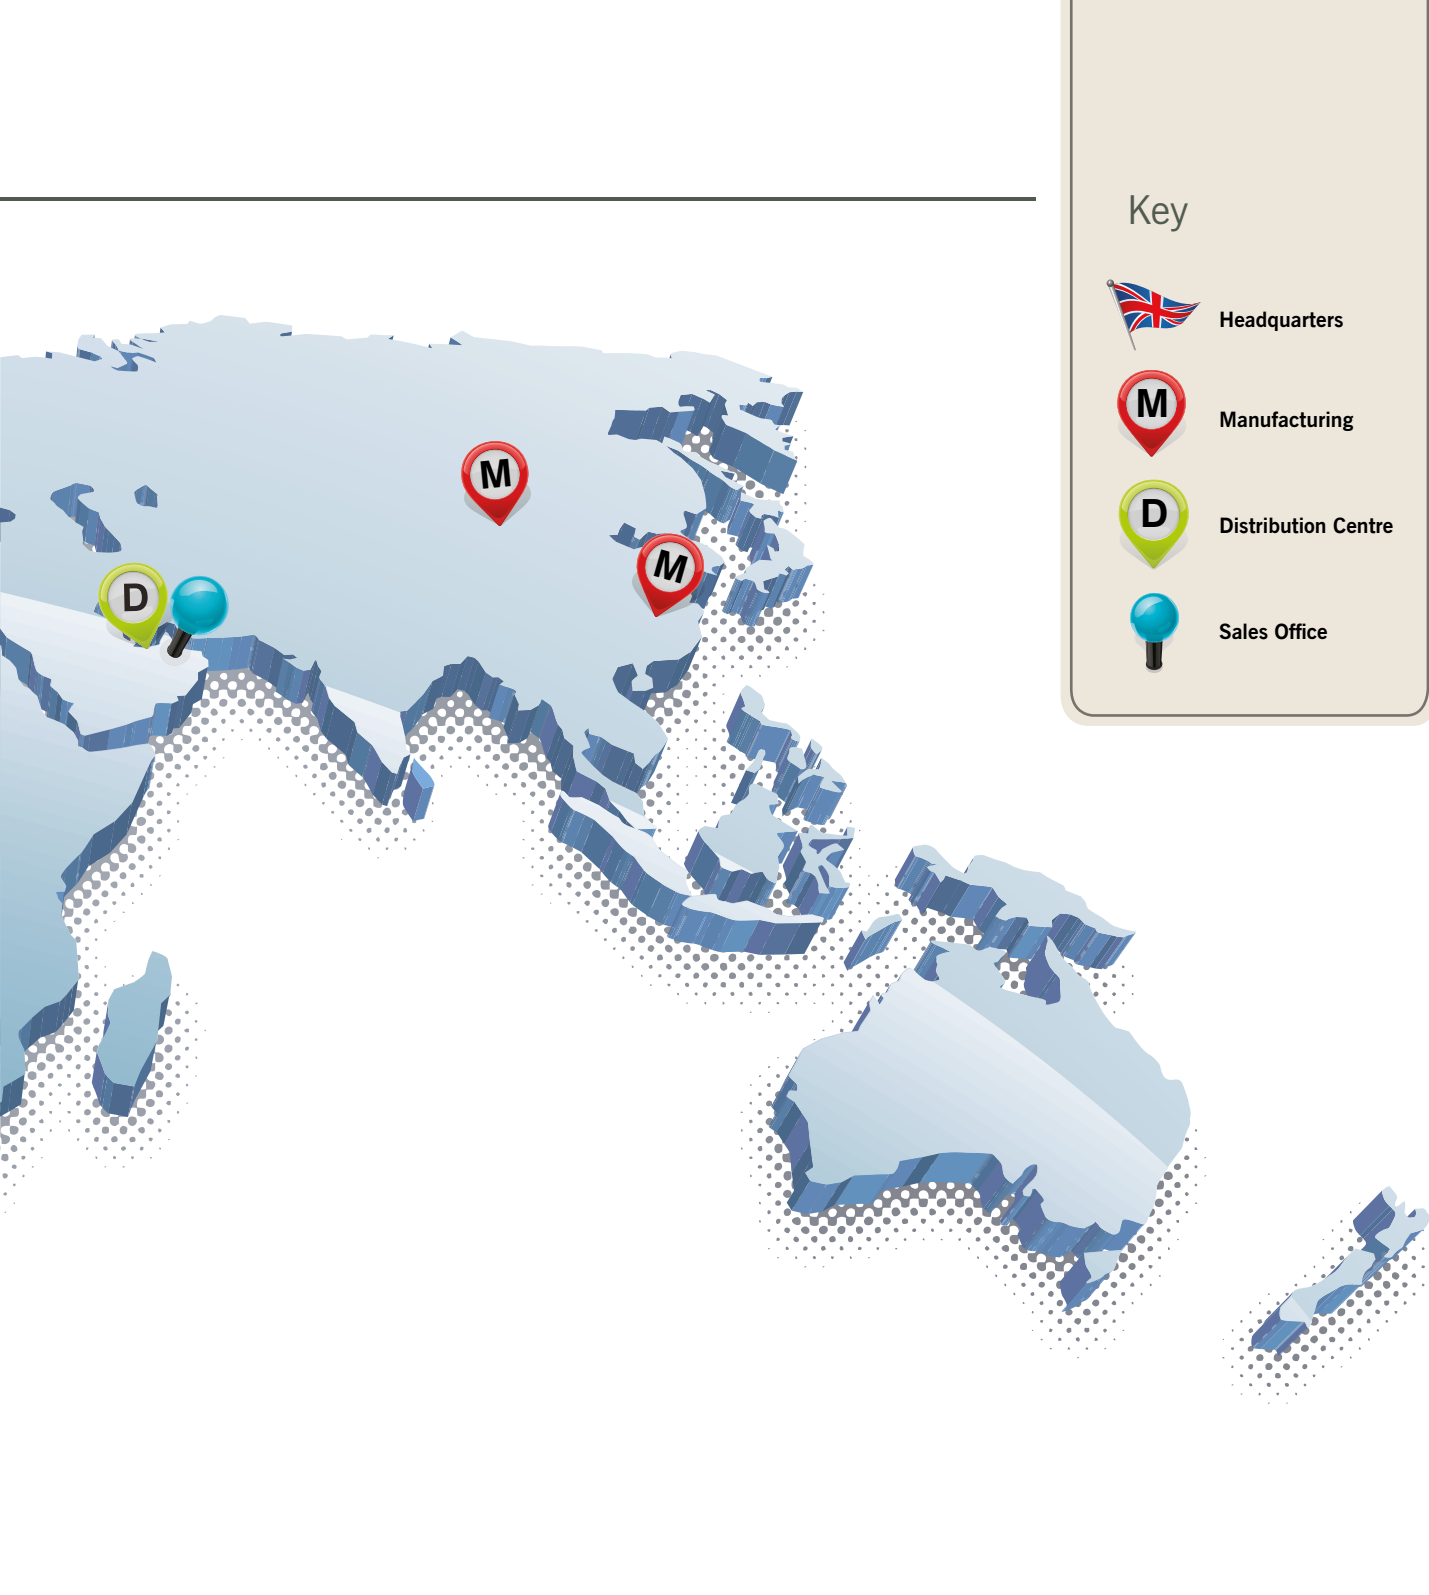 Key
Headquarters
M
Manufacturing
D
Distribution Centre
Sales Office
M
M
D